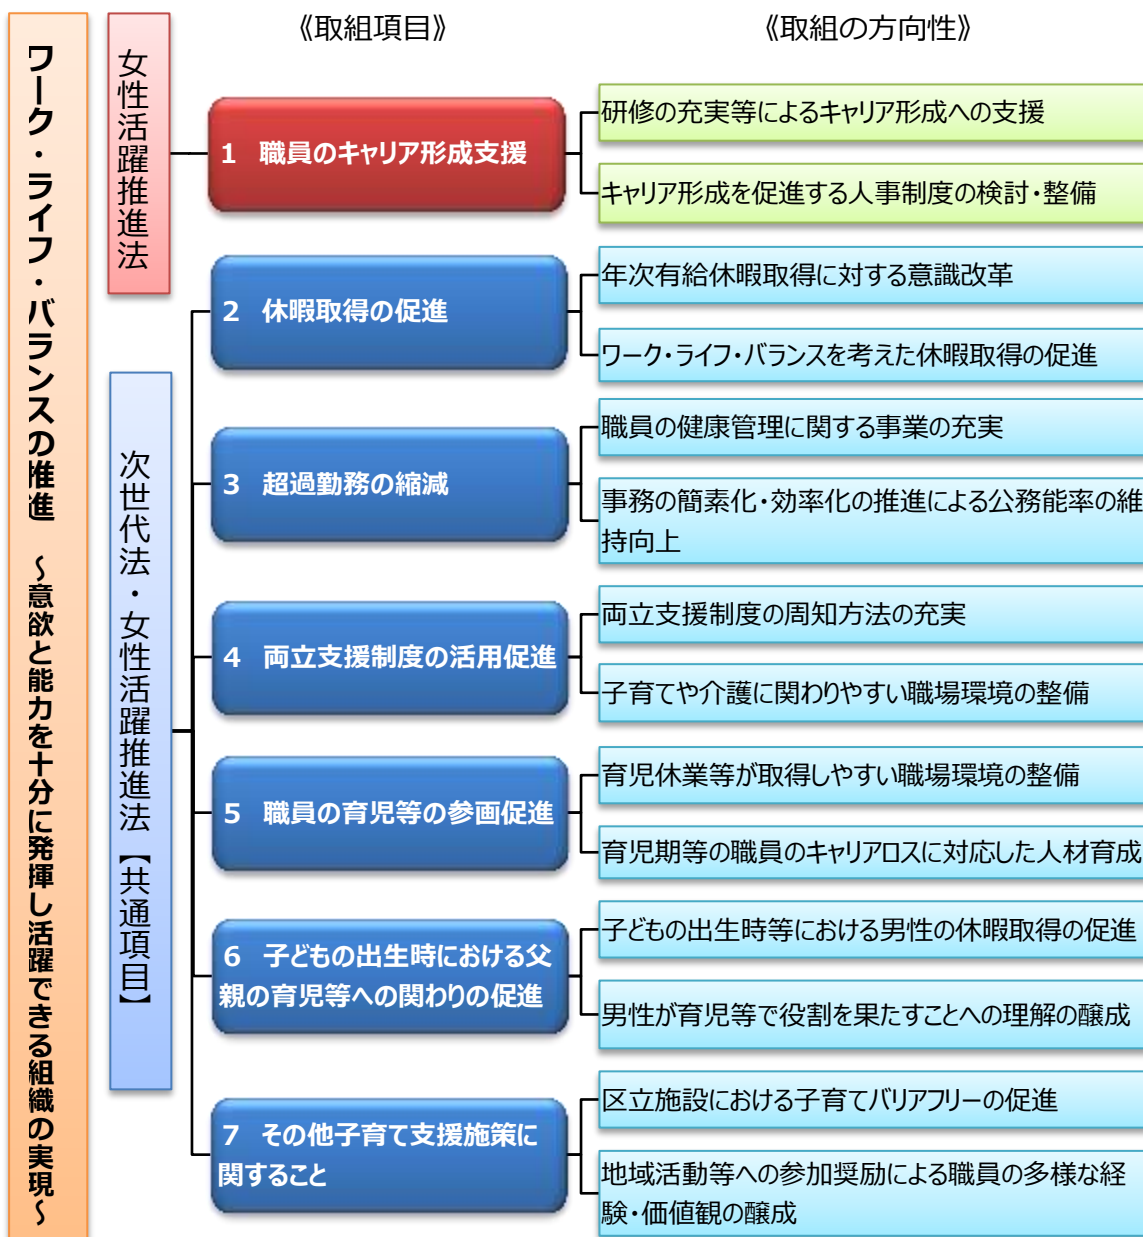 ワーク・ライフ・バランスの推進 ～意欲と能力を十分に発揮し活躍できる組織の実現～
《取組項目》
《取組の方向性》
女性活躍推進法
1 職員のキャリア形成支援
研修の充実等によるキャリア形成への支援
キャリア形成を促進する人事制度の検討・整備
次世代法・女性活躍推進法【共通項目】
2 休暇取得の促進
年次有給休暇取得に対する意識改革
ワーク・ライフ・バランスを考えた休暇取得の促進
3 超過勤務の縮減
職員の健康管理に関する事業の充実
事務の簡素化・効率化の推進による公務能率の維
持向上
4 両立支援制度の活用促進
両立支援制度の周知方法の充実
子育てや介護に関わりやすい職場環境の整備
5 職員の育児等の参画促進
育児休業等が取得しやすい職場環境の整備
育児期等の職員のキャリアロスに対応した人材育成
6 子どもの出生時における父
親の育児等への関わりの促進
子どもの出生時等における男性の休暇取得の促進
男性が育児等で役割を果たすことへの理解の醸成
7 その他子育て支援施策に
関すること
区立施設における子育てバリアフリーの促進
地域活動等への参加奨励による職員の多様な経
験・価値観の醸成